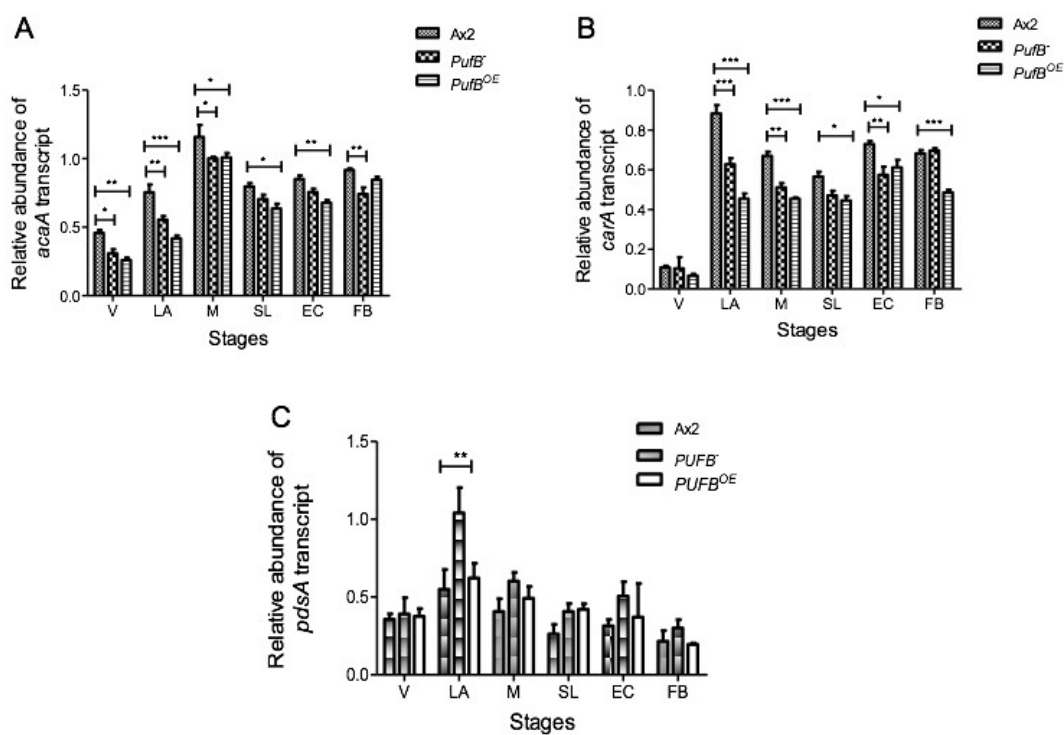 A
Ax2
PufB-
PufBOE
Relative abundance of
acaA transcript
1.5
1.0
0.5
0.0
*
*
***
**
**
*
*
**
**
**
V LA M SL EC FB
Stages
B
Ax2
PufB-
PufBOE
Relative abundance of
carA transcript
1.0
0.8
0.6
0.4
0.2
0.0
***
***
***
**
*
*
**
***
V LA M SL EC FB
Stages
C
Ax2
PUFB-
PUFBOE
Relative abundance of
pdsA transcript
1.5
1.0
0.5
0.0
**
V LA M SL EC FB
Stages